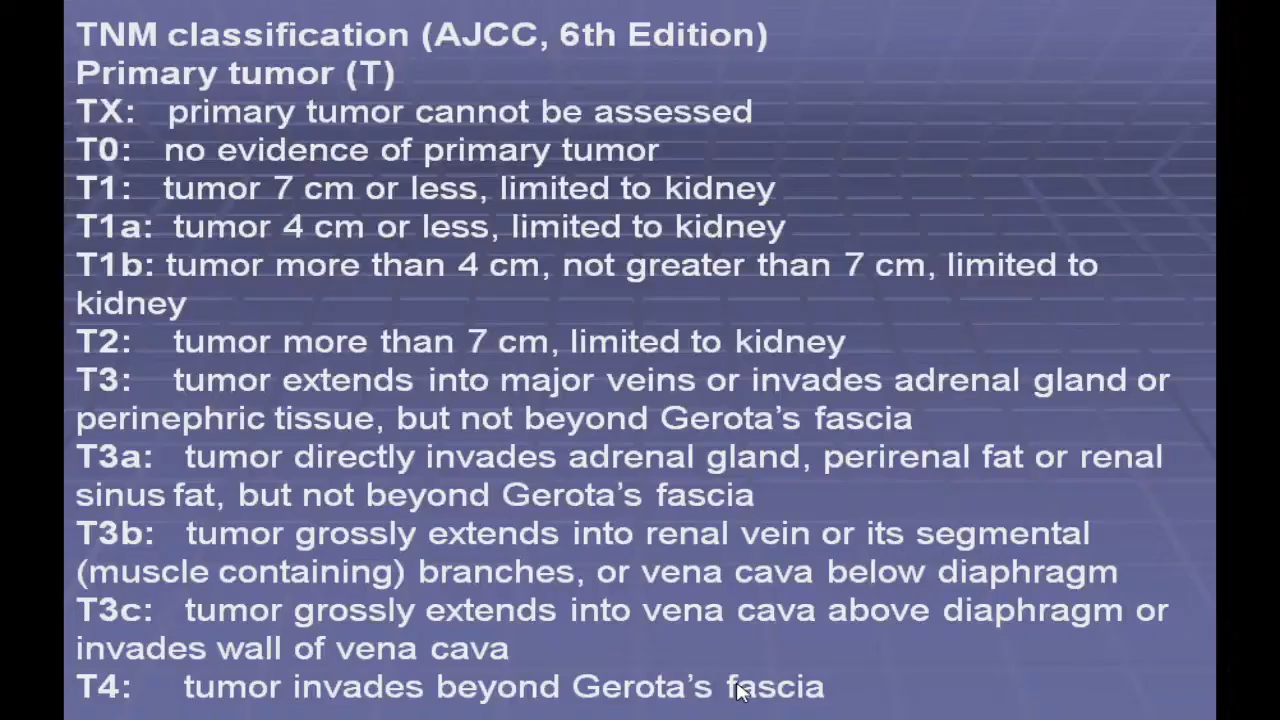 TNM classification (AJCC, 6th Edition)
Primary tumor (T)
TX: primary tumor cannot be assessed
T0: no evidence of primary tumor
T1: tumor 7 cm or less, limited to kidney
T1a: tumor 4 cm or less, limited to kidney
T1b: tumor more than 4 cm, not greater than 7 cm, limited to
kidney
T2: tumor more than 7 cm, limited to kidney
T3: tumor extends into major veins or invades adrenal gland or
perinephric tissue, but not beyond Gerota’s fascia
T3a: tumor directly invades adrenal gland, perirenal fat or renal
sinus fat, but not beyond Gerota’s fascia
T3b: tumor grossly extends into renal vein or its segmental
(muscle containing) branches, or vena cava below diaphragm
T3c: tumor grossly extends into vena cava above diaphragm or
invades wall of vena cava
T4: tumor invades beyond Gerota’s fascia